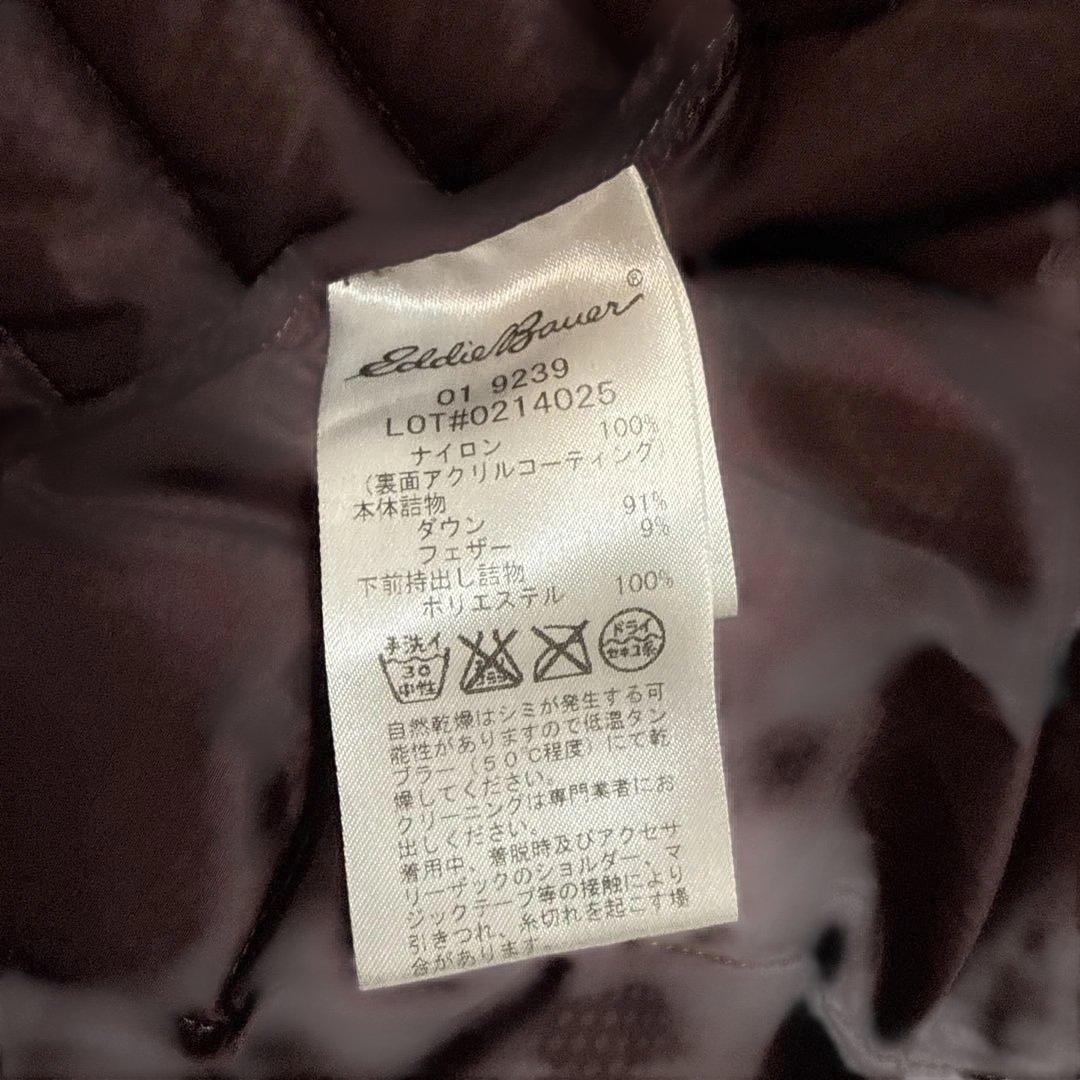 Eddie Bauer®
01 9239
LOT#0214025
ナイロン 100%
(裏面アクリルコーティング)
本体詰物
ダウン 91%
フェザー 9%
下前持出し詰物
ポリエステル 100%
手洗イ
30
中性
エンソ
サラシ
ドライ
セキユ系
自然乾燥はシミが発生する可
能性がありますので低温タン
ブラー(50℃程度)にて乾
燥してください。
クリーニングは専門業者にお
出しください。
着用中、着脱時及びアクセサ
リーザックのショルダー、マ
ジックテープ等の接触により
引きつれ、糸切れを起こす場
合があります。